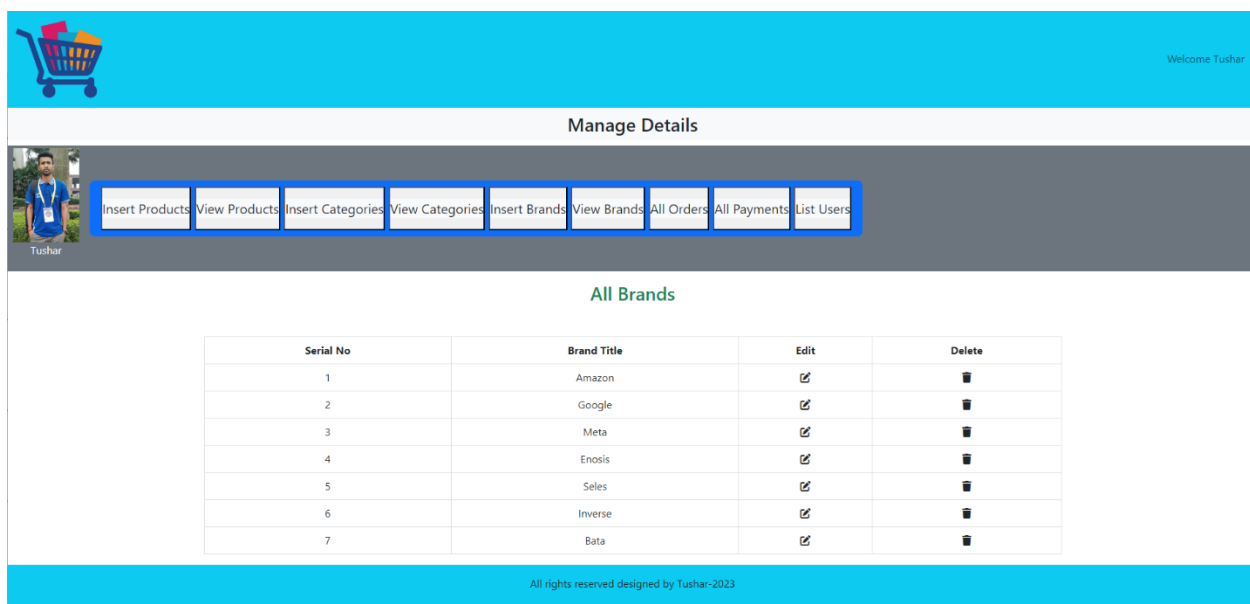 Welcome Tushar
Manage Details
Insert Products View Products Insert Categories View Categories Insert Brands View Brands All Orders All Payments List Users
Tushar
All Brands
Serial No Brand Title Edit Delete
1 Amazon
2 Google
3 Meta
4 Enosis
5 Seles
6 Inverse
7 Bata
All rights reserved designed by Tushar-2023